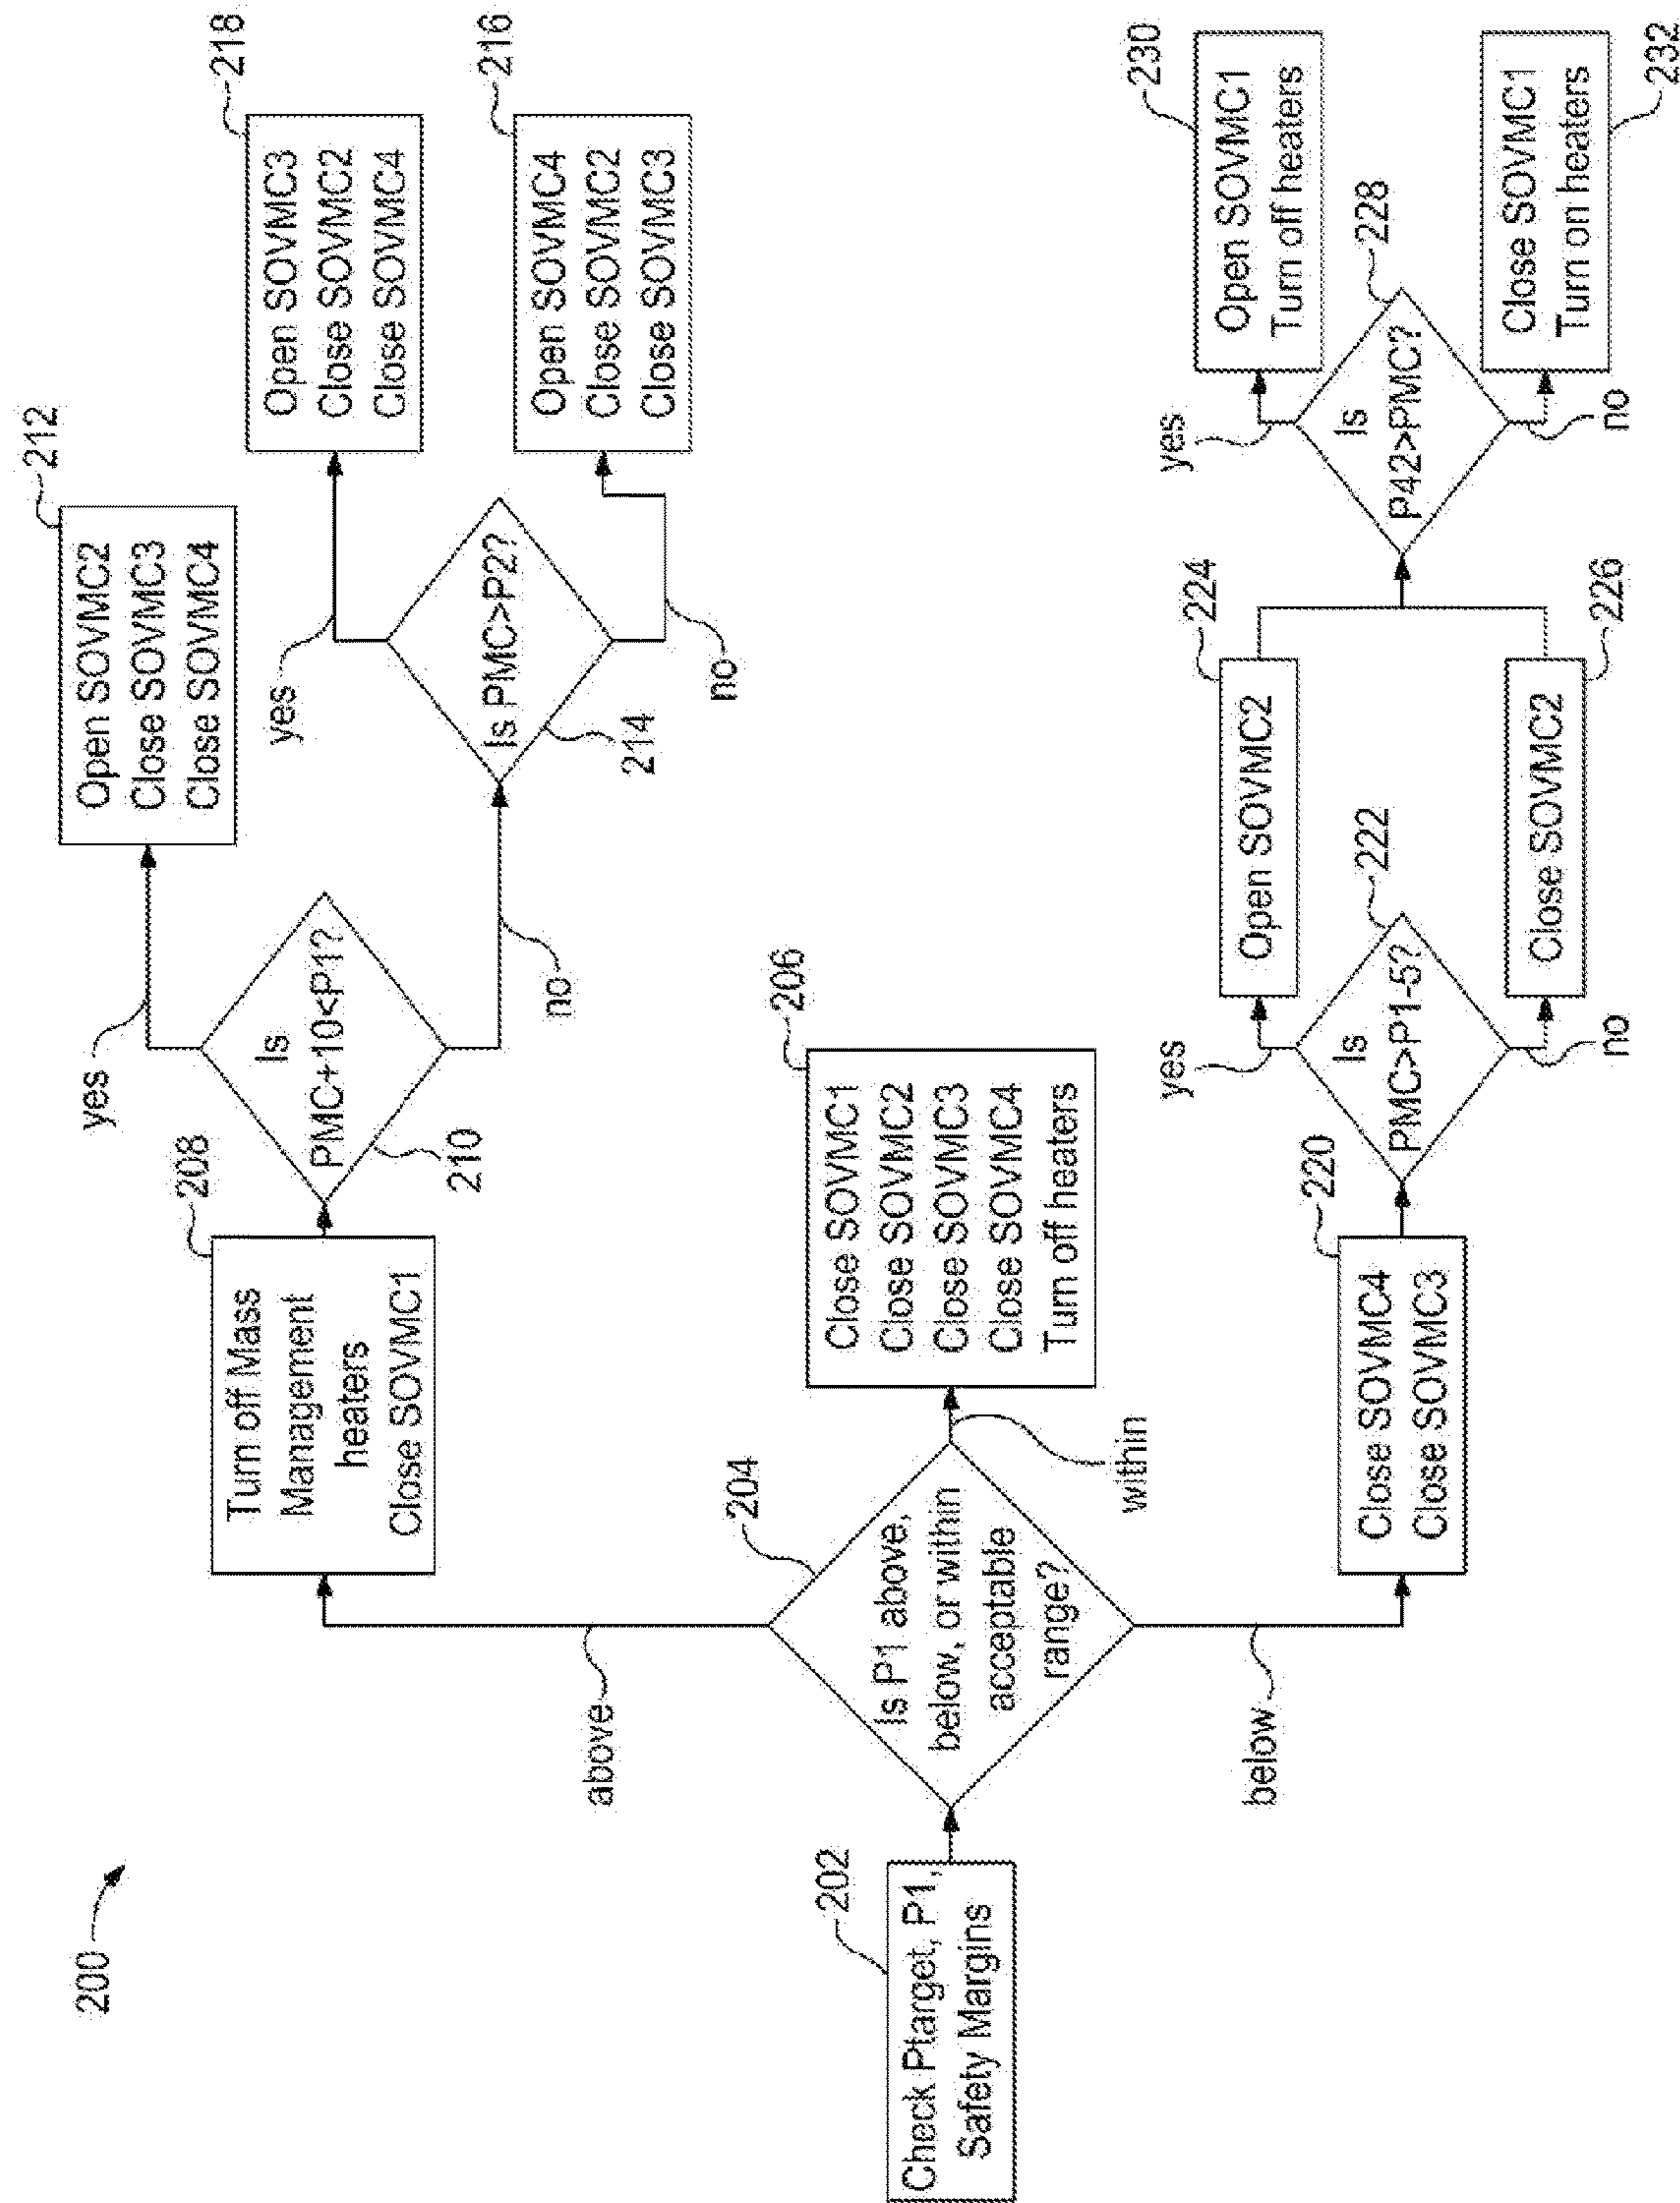 200
202
Check Ptarget, P1,
Safety Margins
204
Is P1 above,
below, or within
acceptable
range?
above
within
below
206
Close SOVMC1
Close SOVMC2
Close SOVMC3
Close SOVMC4
Turn off heaters
208
Turn off Mass
Management
heaters
Close SOVMC1
210
Is
PMC+10<P1?
yes
no
212
Open SOVMC2
Close SOVMC3
Close SOVMC4
214
Is PMC>P2?
yes
no
218
Open SOVMC3
Close SOVMC2
Close SOVMC4
216
Open SOVMC4
Close SOVMC2
Close SOVMC3
220
Close SOVMC4
Close SOVMC3
222
Is
PMC>P1-5?
yes
no
224
Open SOVMC2
226
Close SOVMC2
228
Is
P42>PMC?
yes
no
230
Open SOVMC1
Turn off heaters
232
Close SOVMC1
Turn on heaters